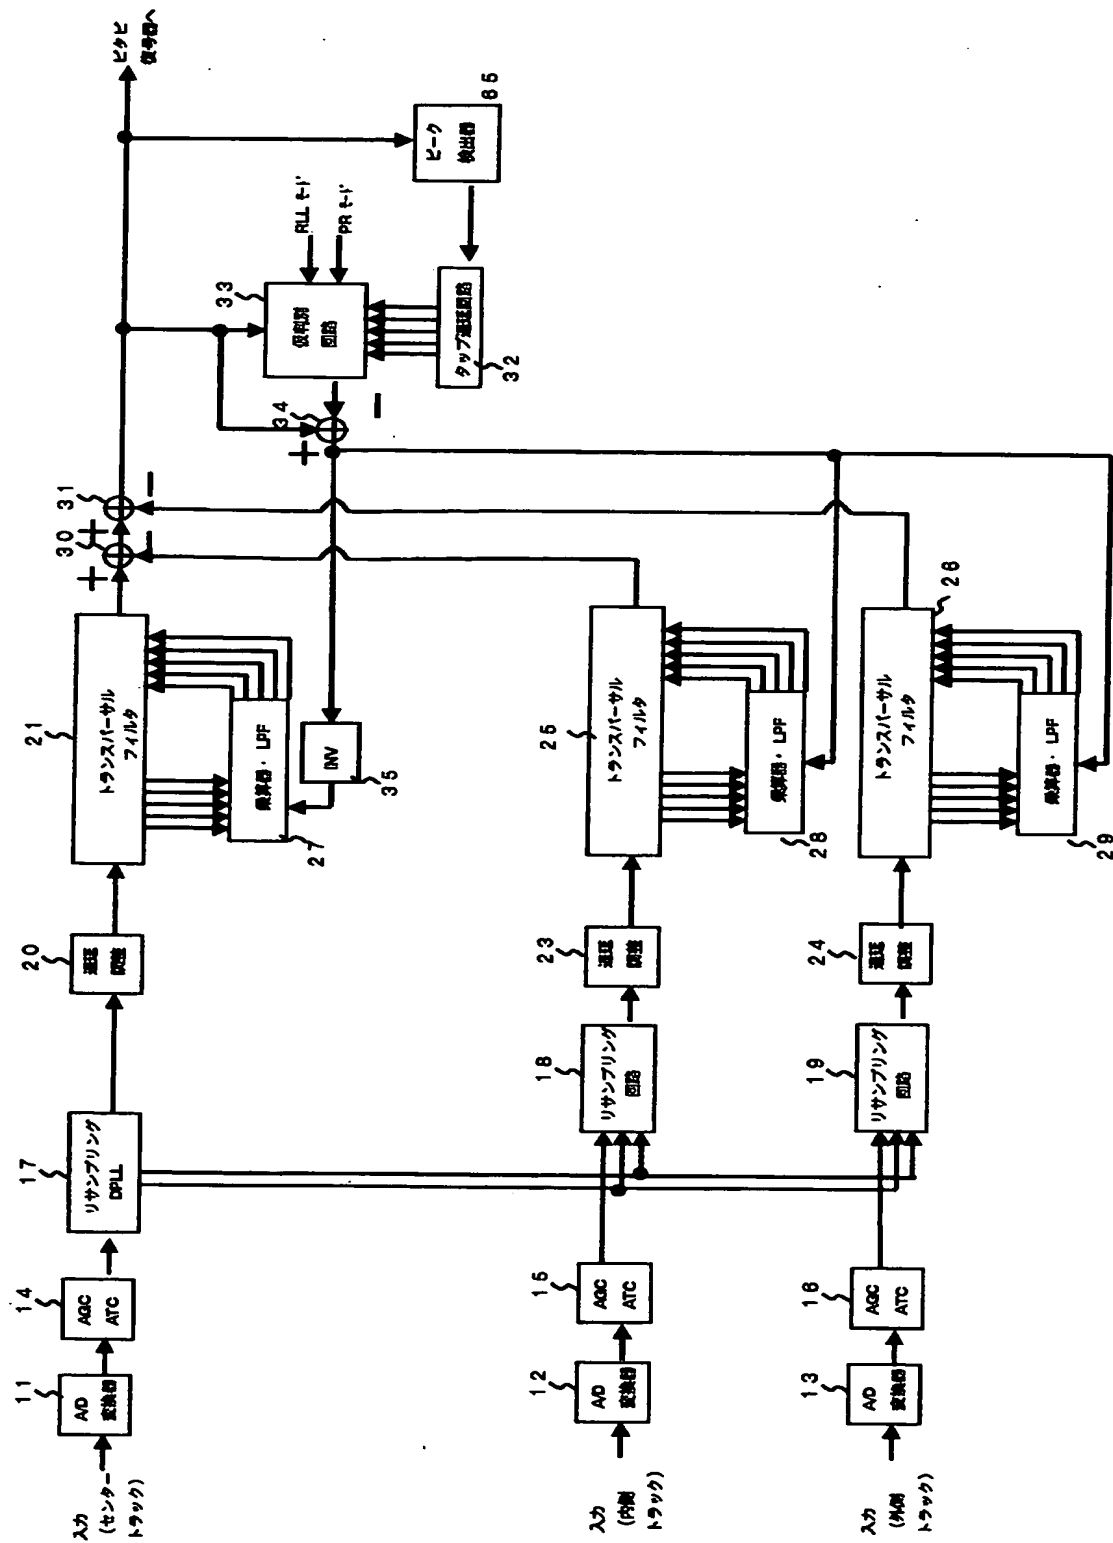 入力
(センター
トラック)
11
A/D
変換器
14
AGC
ATC
17
リサンプリング
DPLL
20
遅延
調整
21
トランスバーサル
フィルタ
27
乗算器・LPF
35
INV
+
30
−
+
31
−
ビタビ
復号器へ
65
ピーク
検出器
RLL モード
PR モード
33
仮判別
回路
タップ遅延回路
32
34
+
−
入力
(内側
トラック)
12
A/D
変換器
15
AGC
ATC
18
リサンプリング
回路
23
遅延
調整
25
トランスバーサル
フィルタ
28
乗算器・LPF
入力
(外側
トラック)
13
A/D
変換器
16
AGC
ATC
19
リサンプリング
回路
24
遅延
調整
26
トランスバーサル
フィルタ
29
乗算器・LPF